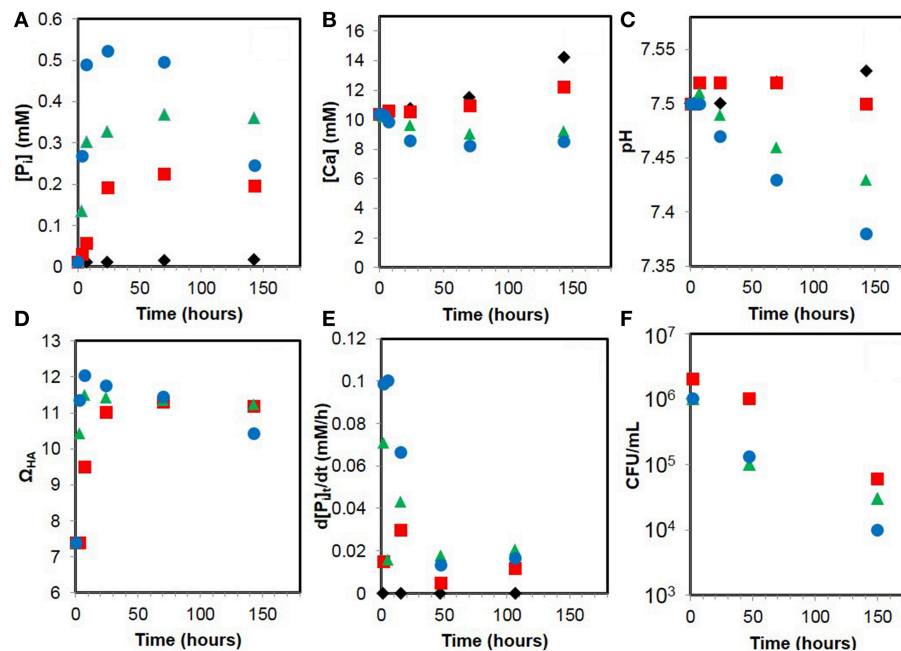 A
B
C
0.6
0.5
0.4
0.3
0.2
0.1
0
[Pᵢ] (mM)
0 50 100 150
Time (hours)
16
14
12
10
8
6
4
2
0
[Ca] (mM)
0 50 100 150
Time (hours)
7.55
7.5
7.45
7.4
7.35
pH
0 50 100 150
Time (hours)
D
E
F
13
12
11
10
9
8
7
6
Ω_HA
0 50 100 150
Time (hours)
0.12
0.1
0.08
0.06
0.04
0.02
0
d[Pᵢ]ₜ/dt (mM/h)
0 50 100 150
Time (hours)
10⁷
10⁶
10⁵
10⁴
10³
CFU/mL
0 50 100 150
Time (hours)